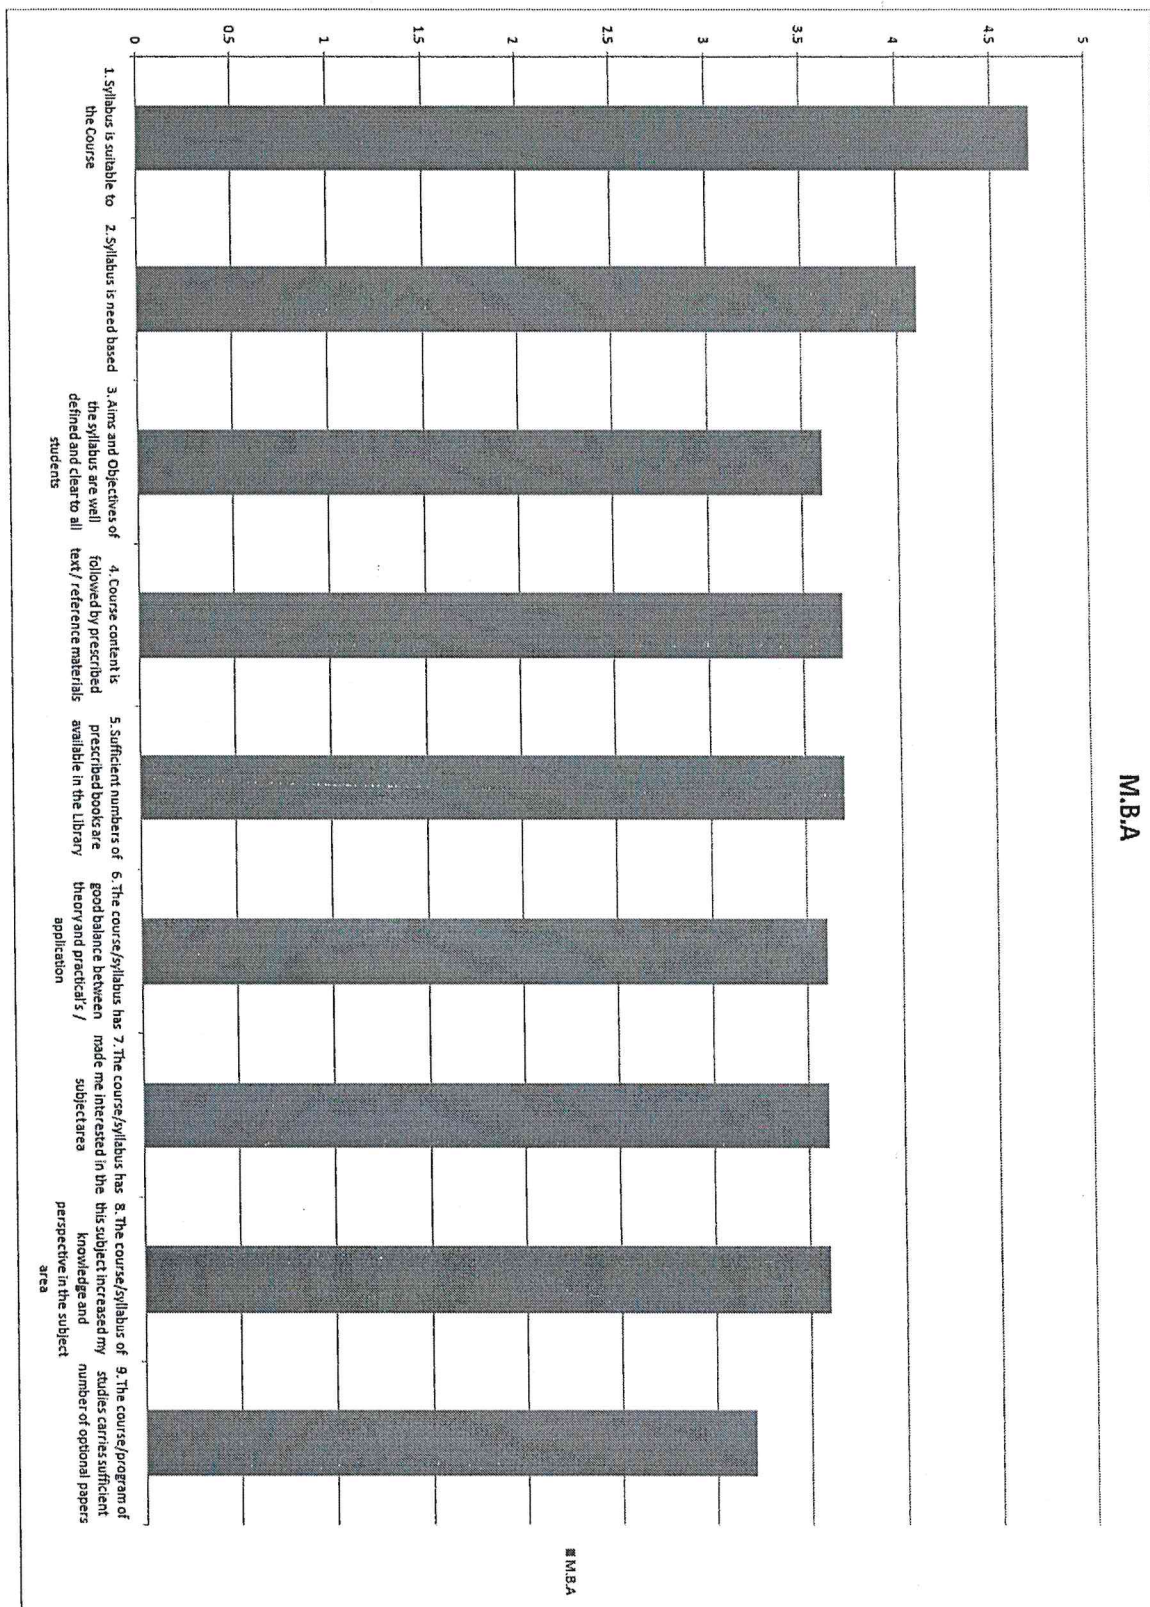 M.B.A
5
4.5
4
3.5
3
2.5
2
1.5
1
0.5
0
1. Syllabus is suitable to
the Course
2. Syllabus is need based
3. Aims and Objectives of
the syllabus are well
defined and clear to all
students
4. Course content is
followed by prescribed
text/ reference materials
5. Sufficient numbers of
prescribed books are
available in the Library
6. The course/syllabus has
good balance between
theory and practical's /
application
7. The course/syllabus has
made me interested in the
subject area
8. The course/syllabus of
this subject increased my
knowledge and
perspective in the subject
area
9. The course/program of
studies carries sufficient
number of optional papers
M.B.A